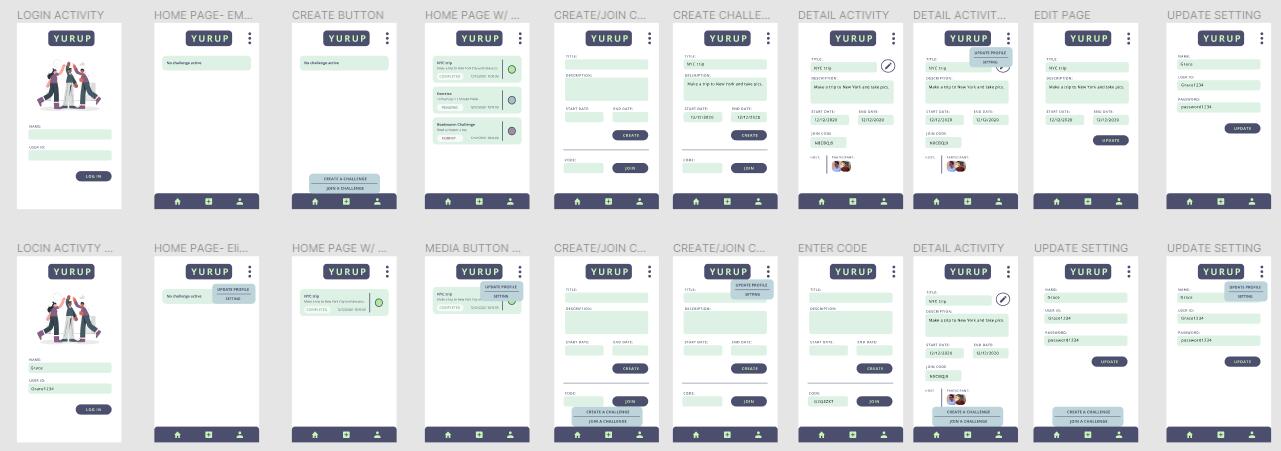 LOGIN ACTIVITY
YURUP
NAME:
USER ID:
LOG IN
HOME PAGE- EM...
YURUP
No challenge active
CREATE BUTTON
YURUP
No challenge active
CREATE A CHALLENGE
JOIN A CHALLENGE
HOME PAGE W/ ...
YURUP
NYC trip
COMPLETED
Exercise
PENDING
Readmann Challenge
CREATE/JOIN C...
YURUP
TITLE:
DESCRIPTION:
START DATE
END DATE:
CREATE
CODE:
JOIN
CREATE CHALLE...
YURUP
TITLE:
NYC trip
DESCRIPTION:
Make a trip to New York and take pics.
START DATE
END DATE:
12/12/2020
12/12/2020
CREATE
CODE:
JOIN
DETAIL ACTIVITY
YURUP
TITLE:
NYC trip
DESCRIPTION:
Make a trip to New York and take pics.
START DATE:
END DATE:
12/12/2020
12/12/2020
JOIN CODE
HOST:
PARTICIPANT:
DETAIL ACTIVIT...
YURUP
UPDATE PROFILE
SETTING
TITLE:
NYC trip
DESCRIPTION:
Make a trip to New York and take pics.
START DATE:
END DATE:
12/12/2020
12/12/2020
JOIN CODE
HOST:
PARTICIPANT:
EDIT PAGE
YURUP
TITLE:
NYC trip
DESCRIPTION:
Make a trip to New York and take pics.
START DATE:
END DATE:
12/12/2020
12/12/2020
UPDATE
UPDATE SETTING
YURUP
NAME:
Grace
USER ID:
Grace1234
PASSWORD:
password1234
UPDATE
LOGIN ACTIVTY ...
YURUP
NAME:
Grace
USER ID:
Grace1234
LOG IN
HOME PAGE- Eli...
YURUP
No challenge active
UPDATE PROFILE
SETTING
HOME PAGE W/ ...
YURUP
NYC trip
COMPLETED
MEDIA BUTTON ...
YURUP
UPDATE PROFILE
SETTING
NYC trip
COMPLETED
CREATE/JOIN C...
YURUP
TITLE:
DESCRIPTION:
START DATE
END DATE:
CREATE
CODE:
JOIN
CREATE A CHALLENGE
JOIN A CHALLENGE
CREATE/JOIN C...
YURUP
UPDATE PROFILE
SETTING
TITLE:
DESCRIPTION:
START DATE
END DATE:
CREATE
CODE:
JOIN
ENTER CODE
YURUP
TITLE:
DESCRIPTION:
START DATE
END DATE:
CREATE
CODE:
JOIN
DETAIL ACTIVITY
YURUP
TITLE:
NYC trip
DESCRIPTION:
Make a trip to New York and take pics.
START DATE:
END DATE:
12/12/2020
12/12/2020
JOIN CODE
HOST:
PARTICIPANT:
CREATE A CHALLENGE
JOIN A CHALLENGE
UPDATE SETTING
YURUP
NAME:
Grace
USER ID:
Grace1234
PASSWORD:
password1234
UPDATE
CREATE A CHALLENGE
JOIN A CHALLENGE
UPDATE SETTING
YURUP
UPDATE PROFILE
SETTING
NAME:
Grace
USER ID:
Grace1234
PASSWORD:
password1234
UPDATE